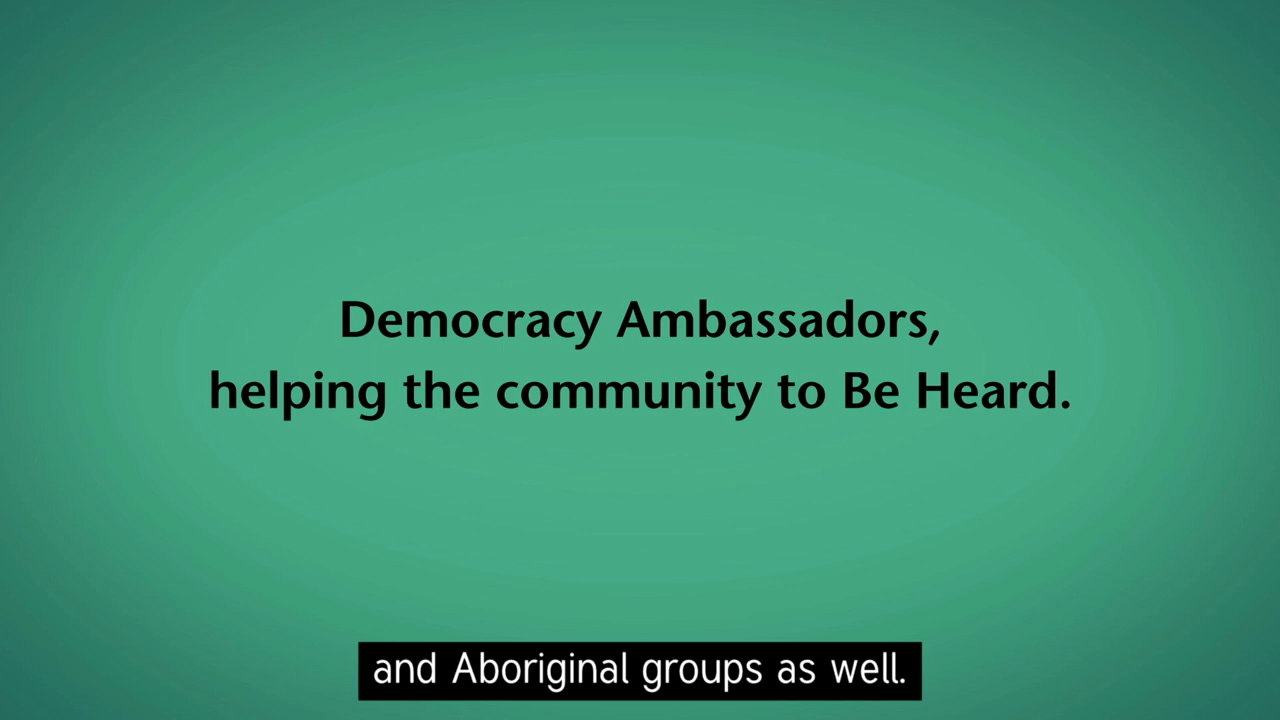 Democracy Ambassadors,
helping the community to Be Heard.
and Aboriginal groups as well.